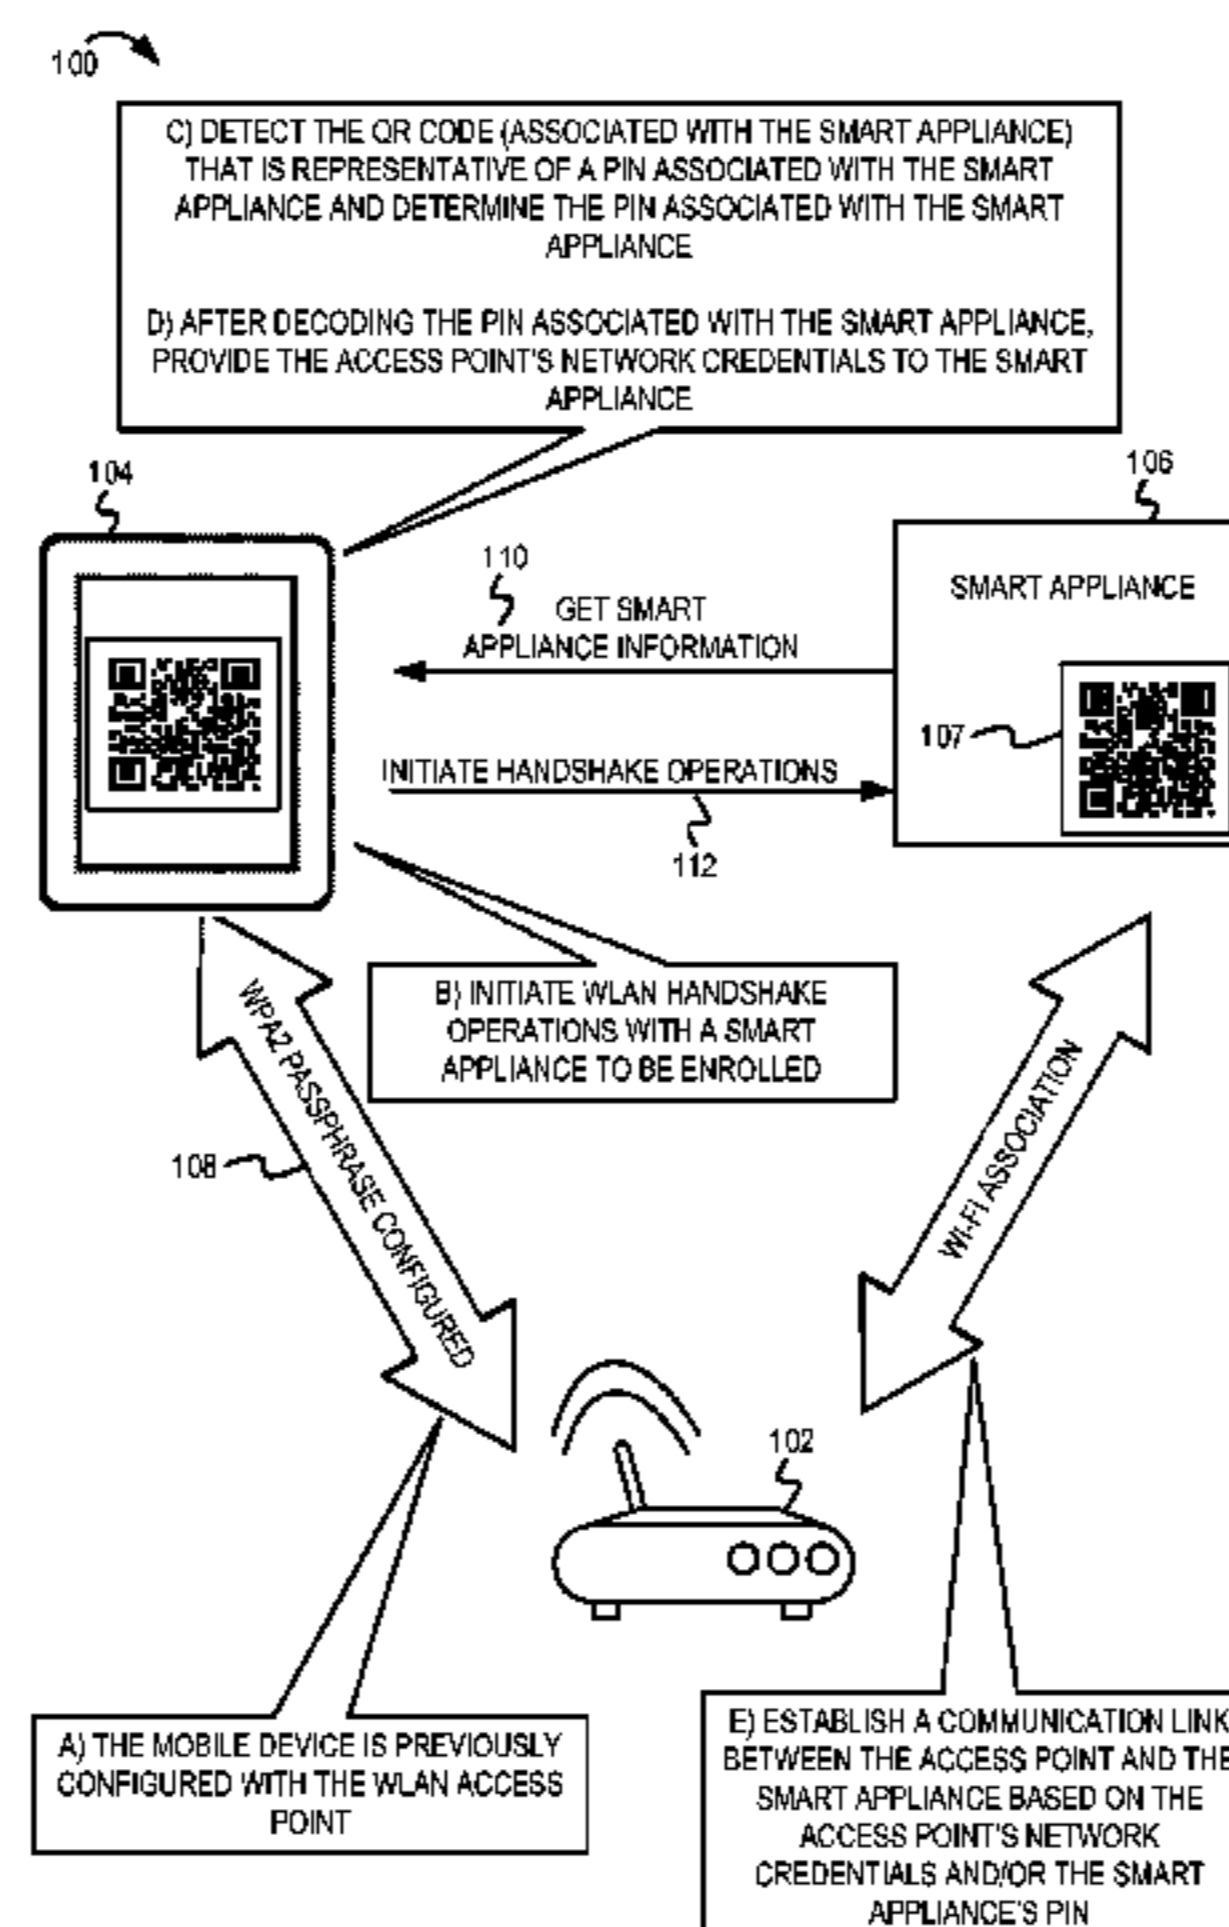 100
C) DETECT THE QR CODE (ASSOCIATED WITH THE SMART APPLIANCE)
THAT IS REPRESENTATIVE OF A PIN ASSOCIATED WITH THE SMART
APPLIANCE AND DETERMINE THE PIN ASSOCIATED WITH THE SMART
APPLIANCE
D) AFTER DECODING THE PIN ASSOCIATED WITH THE SMART APPLIANCE,
PROVIDE THE ACCESS POINT'S NETWORK CREDENTIALS TO THE SMART
APPLIANCE
104
106
110
GET SMART
APPLIANCE INFORMATION
SMART APPLIANCE
107
INITIATE HANDSHAKE OPERATIONS
112
B) INITIATE WLAN HANDSHAKE
OPERATIONS WITH A SMART
APPLIANCE TO BE ENROLLED
WPA2 PASSPHRASE CONFIGURED
108
WI-FI ASSOCIATION
102
A) THE MOBILE DEVICE IS PREVIOUSLY
CONFIGURED WITH THE WLAN ACCESS
POINT
E) ESTABLISH A COMMUNICATION LINK
BETWEEN THE ACCESS POINT AND THE
SMART APPLIANCE BASED ON THE
ACCESS POINT'S NETWORK
CREDENTIALS AND/OR THE SMART
APPLIANCE'S PIN